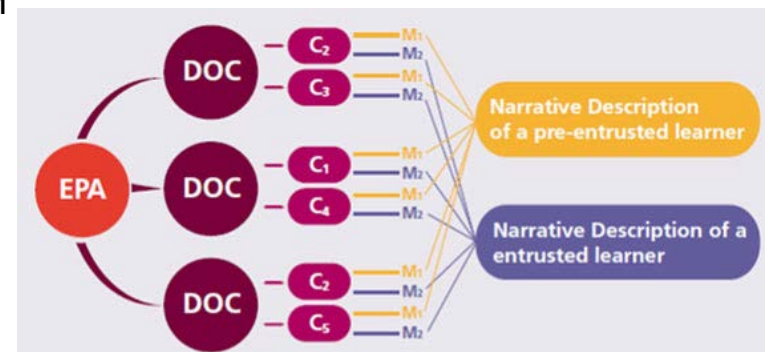 DOC
C2
M1
M2
C3
M1
M2
EPA
DOC
C1
M1
M2
C4
M1
M2
DOC
C2
M1
M2
C5
M1
M2
Narrative Description
of a pre-entrusted learner
Narrative Description of a
entrusted learner